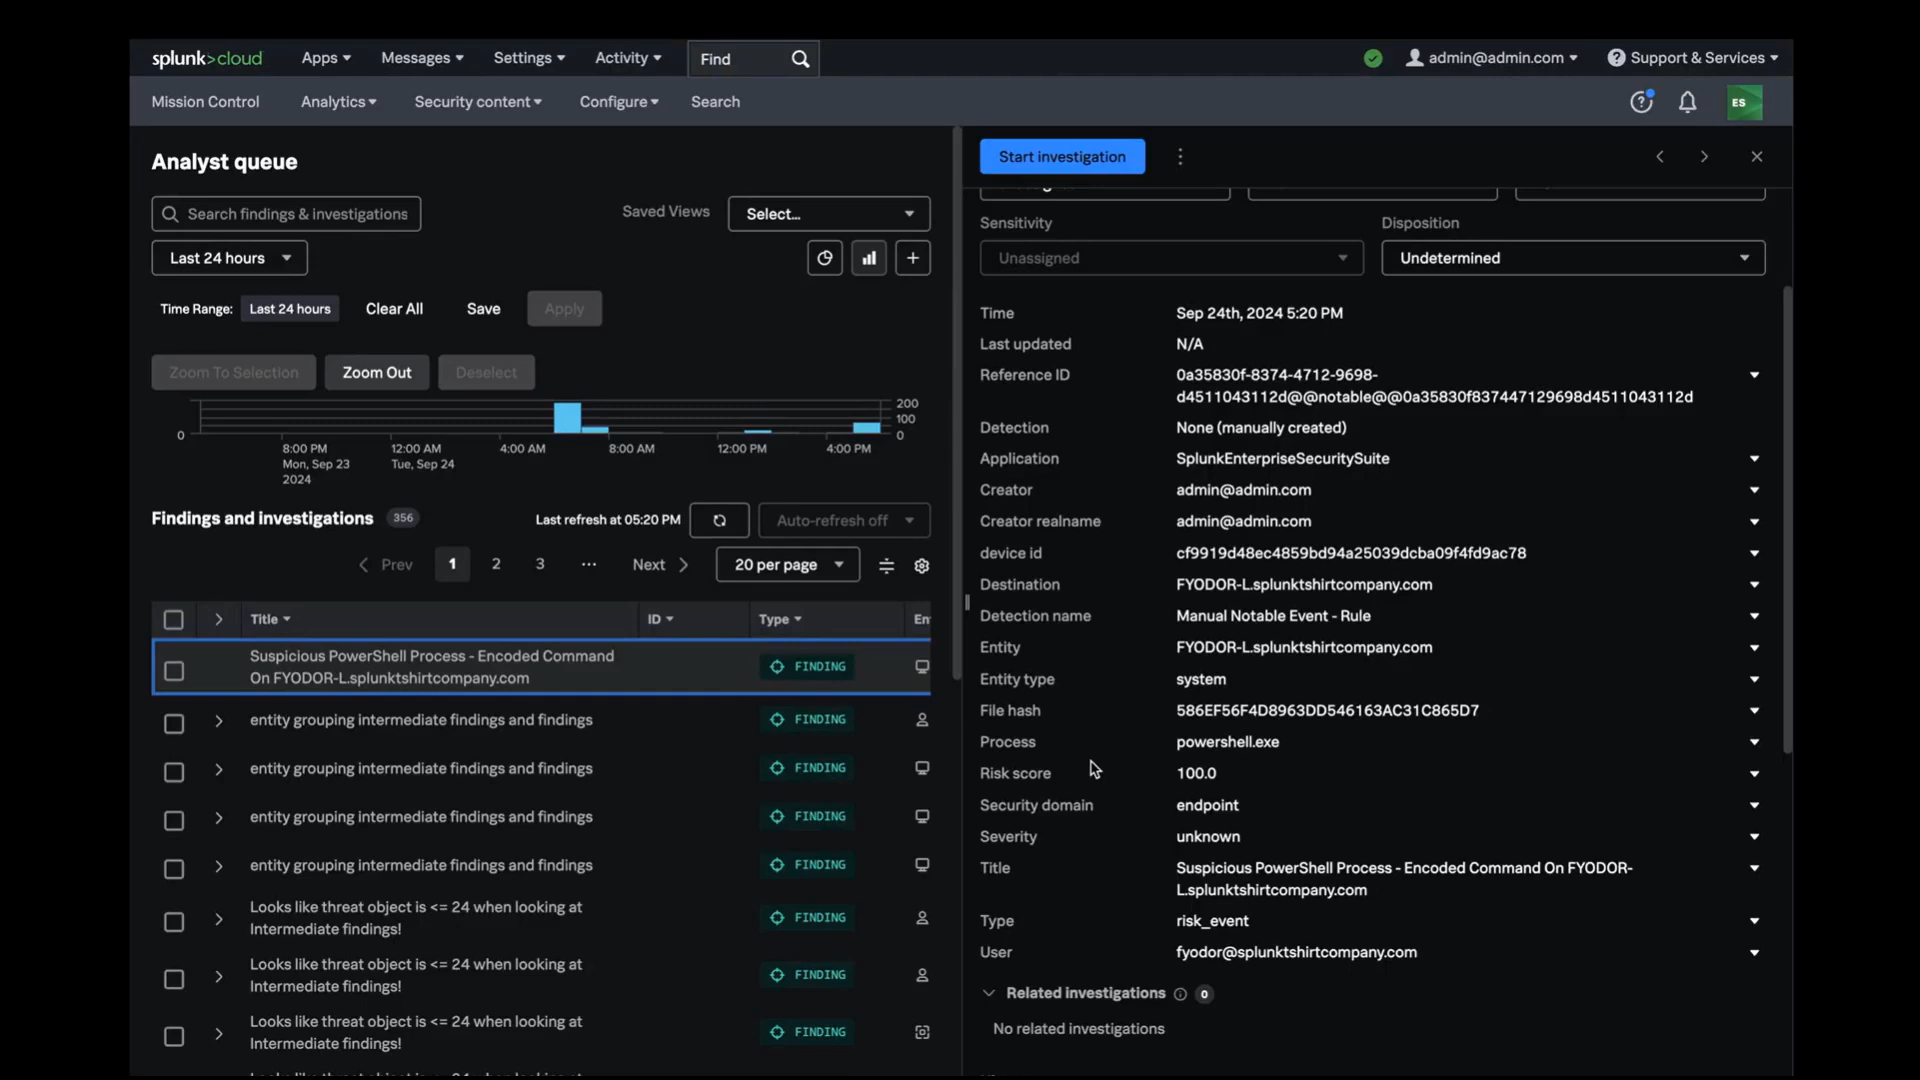 splunk>cloud Apps Messages Settings Activity Find admin@admin.com Support & Services
Mission Control Analytics Security content Configure Search ES
Analyst queue
Search findings & investigations Saved Views Select...
Last 24 hours
Time Range: Last 24 hours Clear All Save Apply
Zoom To Selection Zoom Out Deselect
200
100
0 0
8:00 PM 12:00 AM 4:00 AM 8:00 AM 12:00 PM 4:00 PM
Mon, Sep 23 Tue, Sep 24
2024
Findings and investigations 356 Last refresh at 05:20 PM Auto-refresh off
Prev 1 2 3 ... Next 20 per page
Title ID Type En
Suspicious PowerShell Process - Encoded Command
On FYODOR-L.splunktshirtcompany.com FINDING
entity grouping intermediate findings and findings FINDING
entity grouping intermediate findings and findings FINDING
entity grouping intermediate findings and findings FINDING
entity grouping intermediate findings and findings FINDING
Looks like threat object is <= 24 when looking at
Intermediate findings! FINDING
Looks like threat object is <= 24 when looking at
Intermediate findings! FINDING
Looks like threat object is <= 24 when looking at
Intermediate findings! FINDING
Start investigation
Sensitivity Disposition
Unassigned Undetermined
Time Sep 24th, 2024 5:20 PM
Last updated N/A
Reference ID 0a35830f-8374-4712-9698-
d4511043112d@@notable@@0a35830f837447129698d4511043112d
Detection None (manually created)
Application SplunkEnterpriseSecuritySuite
Creator admin@admin.com
Creator realname admin@admin.com
device id cf9919d48ec4859bd94a25039dcba09f4fd9ac78
Destination FYODOR-L.splunktshirtcompany.com
Detection name Manual Notable Event - Rule
Entity FYODOR-L.splunktshirtcompany.com
Entity type system
File hash 586EF56F4D8963DD546163AC31C865D7
Process powershell.exe
Risk score 100.0
Security domain endpoint
Severity unknown
Title Suspicious PowerShell Process - Encoded Command On FYODOR-
L.splunktshirtcompany.com
Type risk_event
User fyodor@splunktshirtcompany.com
Related investigations 0
No related investigations